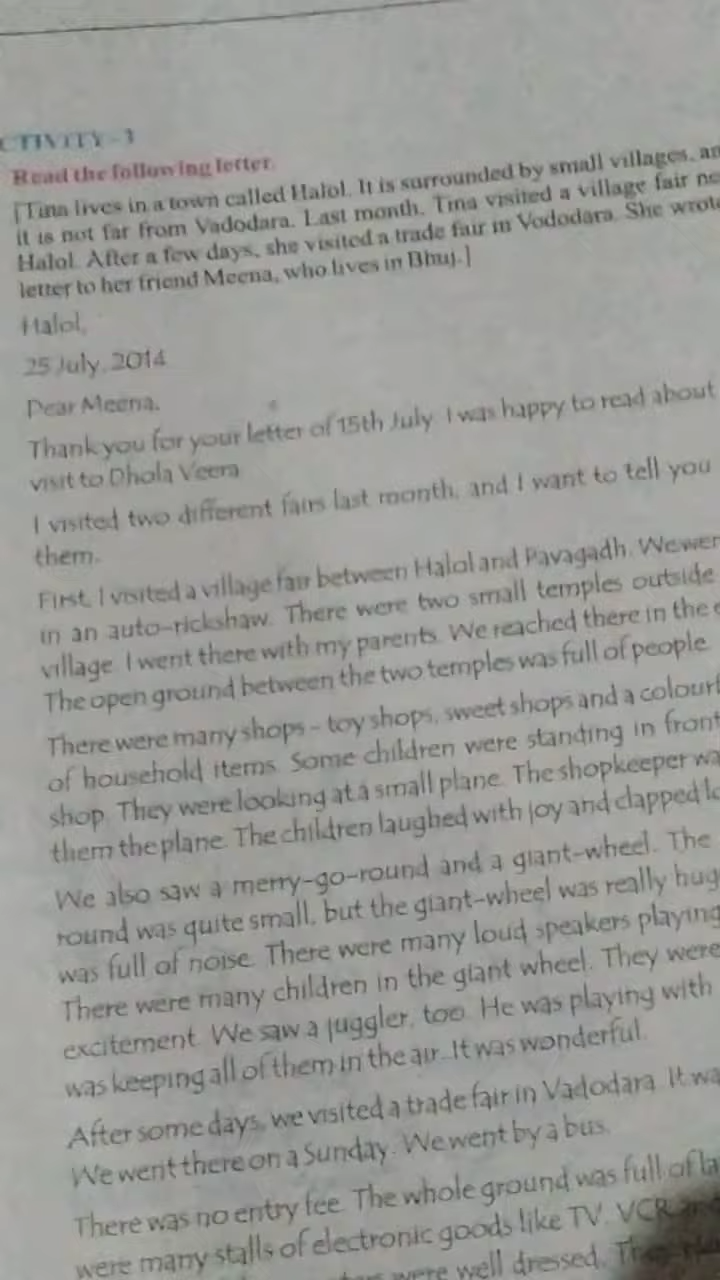 CTIVITY - 3
Read the following letter.
[Tina lives in a town called Halol. It is surrounded by small villages, an
it is not far from Vadodara. Last month, Tina visited a village fair ne
Halol. After a few days, she visited a trade fair in Vododara. She wrote
letter to her friend Meena, who lives in Bhuj.]
Halol,
25 July, 2014
Dear Meena,
Thank you for your letter of 15th July. I was happy to read about
visit to Dhola Veera
I visited two different fairs last month, and I want to tell you
them.
First, I visited a village fair between Halol and Pavagadh. We wen
in an auto-rickshaw. There were two small temples outside
village. I went there with my parents. We reached there in the e
The open ground between the two temples was full of people.
There were many shops - toy shops, sweet shops and a colourf
of household items. Some children were standing in front
shop. They were looking at a small plane. The shopkeeper wa
them the plane. The children laughed with joy and clapped lo
We also saw a merry-go-round and a giant-wheel. The
round was quite small, but the giant-wheel was really hug
was full of noise. There were many loud speakers playing
There were many children in the giant wheel. They were
excitement. We saw a juggler, too. He was playing with
was keeping all of them in the air. It was wonderful.
After some days, we visited a trade fair in Vadodara. It wa
We went there on a Sunday. We went by a bus.
There was no entry fee. The whole ground was full of la
were many stalls of electronic goods like TV, VCR and
were well dressed. They